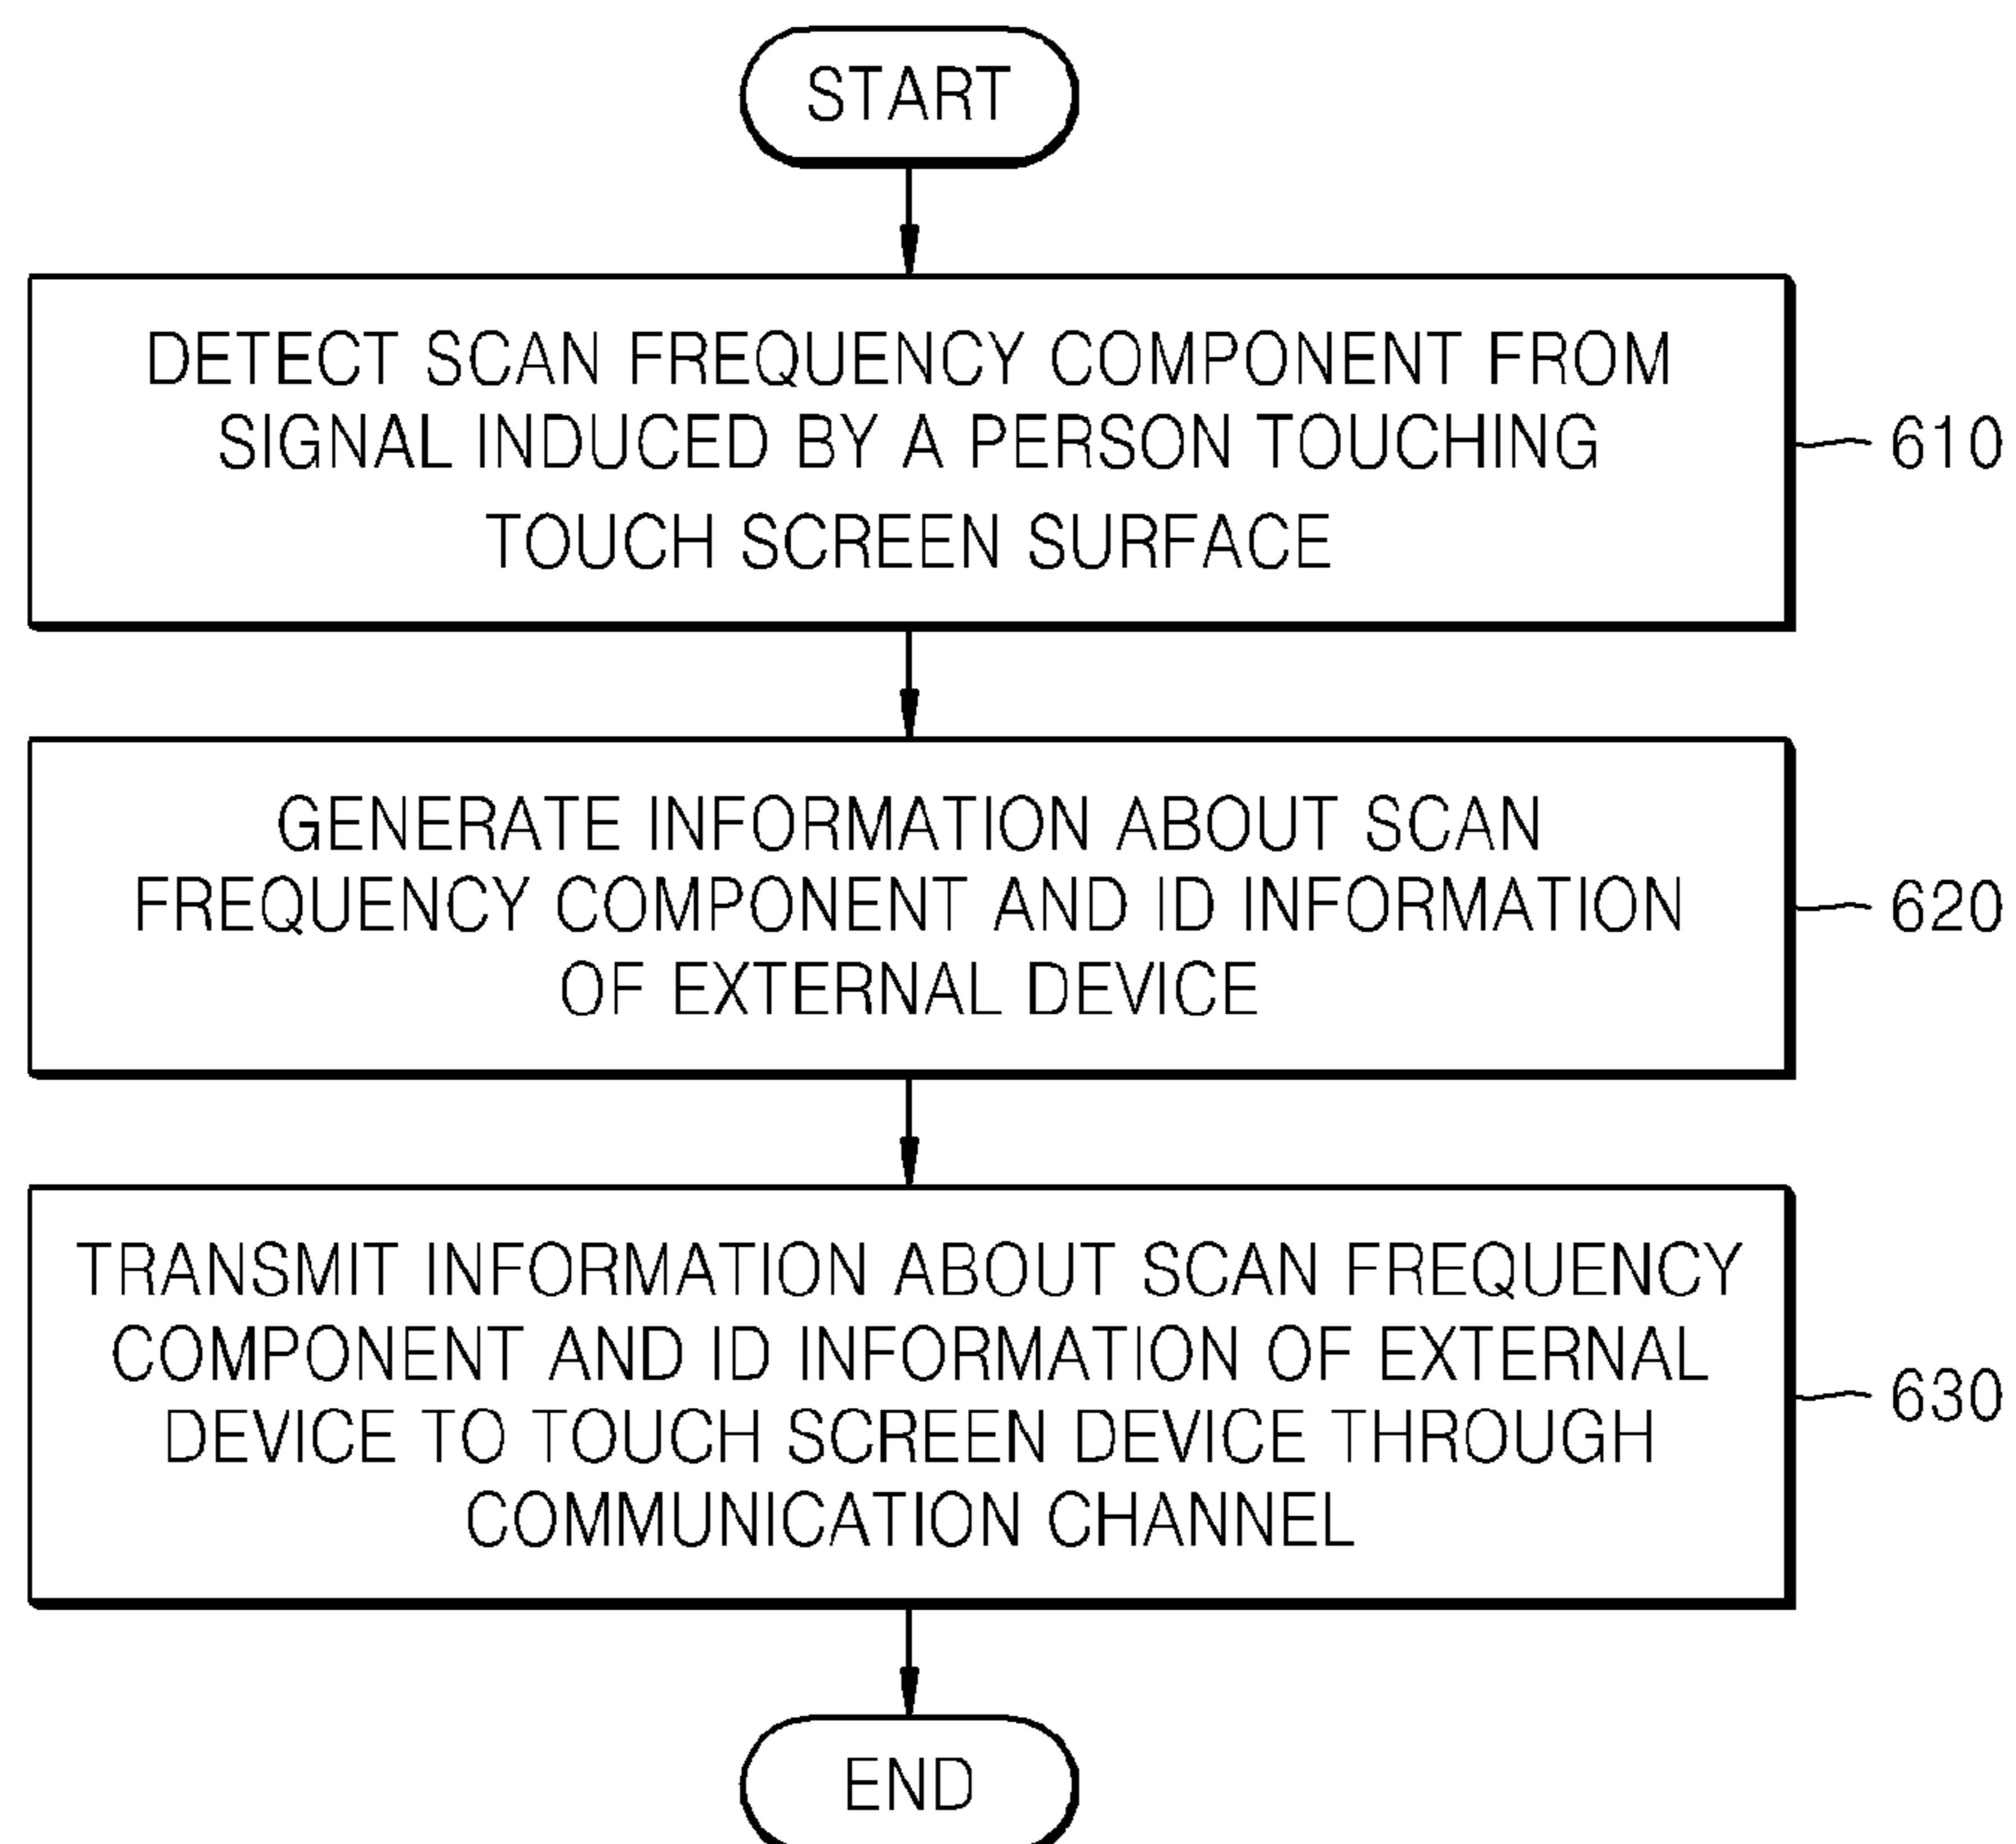 START
DETECT SCAN FREQUENCY COMPONENT FROM
SIGNAL INDUCED BY A PERSON TOUCHING
TOUCH SCREEN SURFACE
610
GENERATE INFORMATION ABOUT SCAN
FREQUENCY COMPONENT AND ID INFORMATION
OF EXTERNAL DEVICE
620
TRANSMIT INFORMATION ABOUT SCAN FREQUENCY
COMPONENT AND ID INFORMATION OF EXTERNAL
DEVICE TO TOUCH SCREEN DEVICE THROUGH
COMMUNICATION CHANNEL
630
END